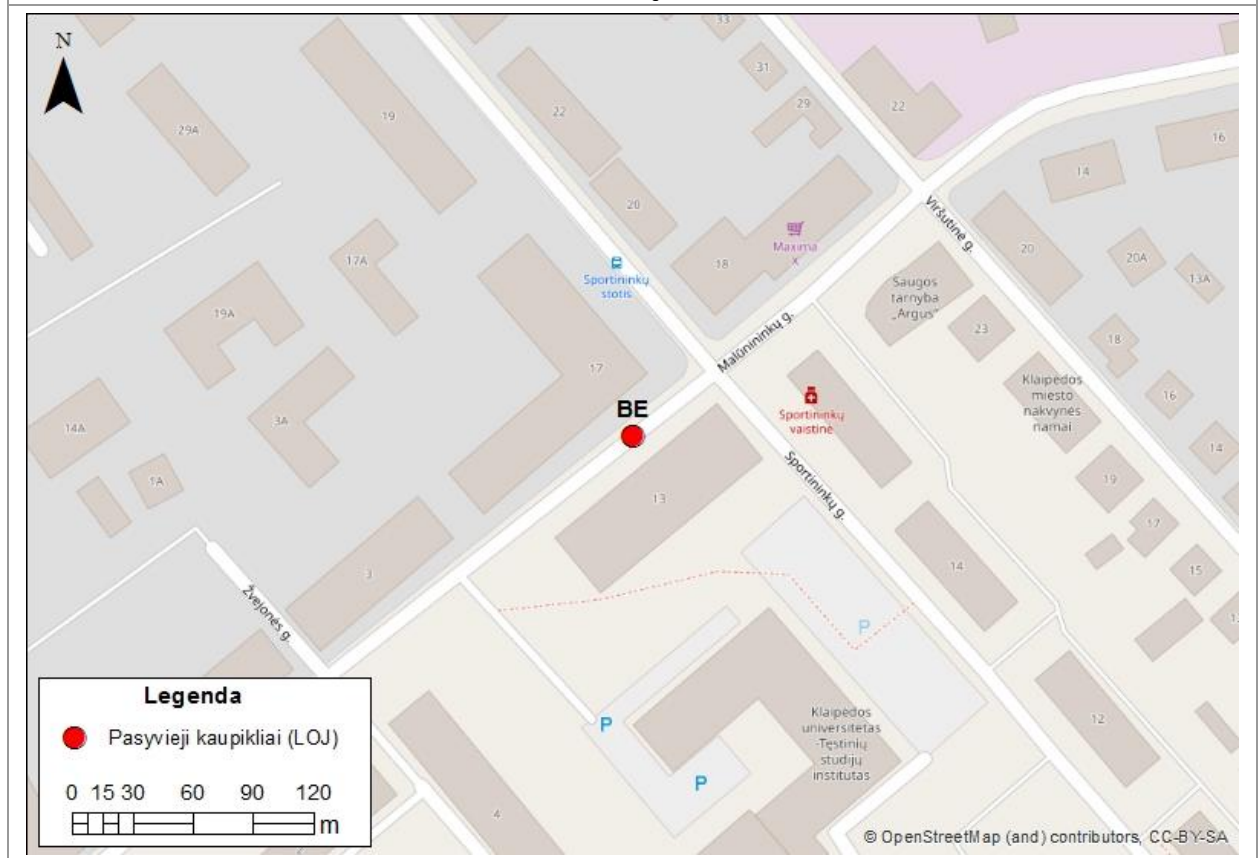 N
33
31
29
22
22
19
29A
20
16
14
18
Maxima
X
Viršutinė g.
20
20A
13A
17A
Sportininkų
stotis
Saugos
tarnyba
„Argus"
19A
23
18
Malūnininkų g.
17
Klaipėdos
miesto
nakvynės
namai
16
BE
Sportininkų
vaistinė
14A
3A
14
1A
13
Sportininkų g.
19
17
3
14
15
Žvejonės g.
P
12
Klaipėdos
universitetas
-Tęstinių
studijų
institutas
P
P
4
Legenda
Pasyvieji kaupikliai (LOJ)
0 15 30 60 90 120
m
© OpenStreetMap (and) contributors, CC-BY-SA